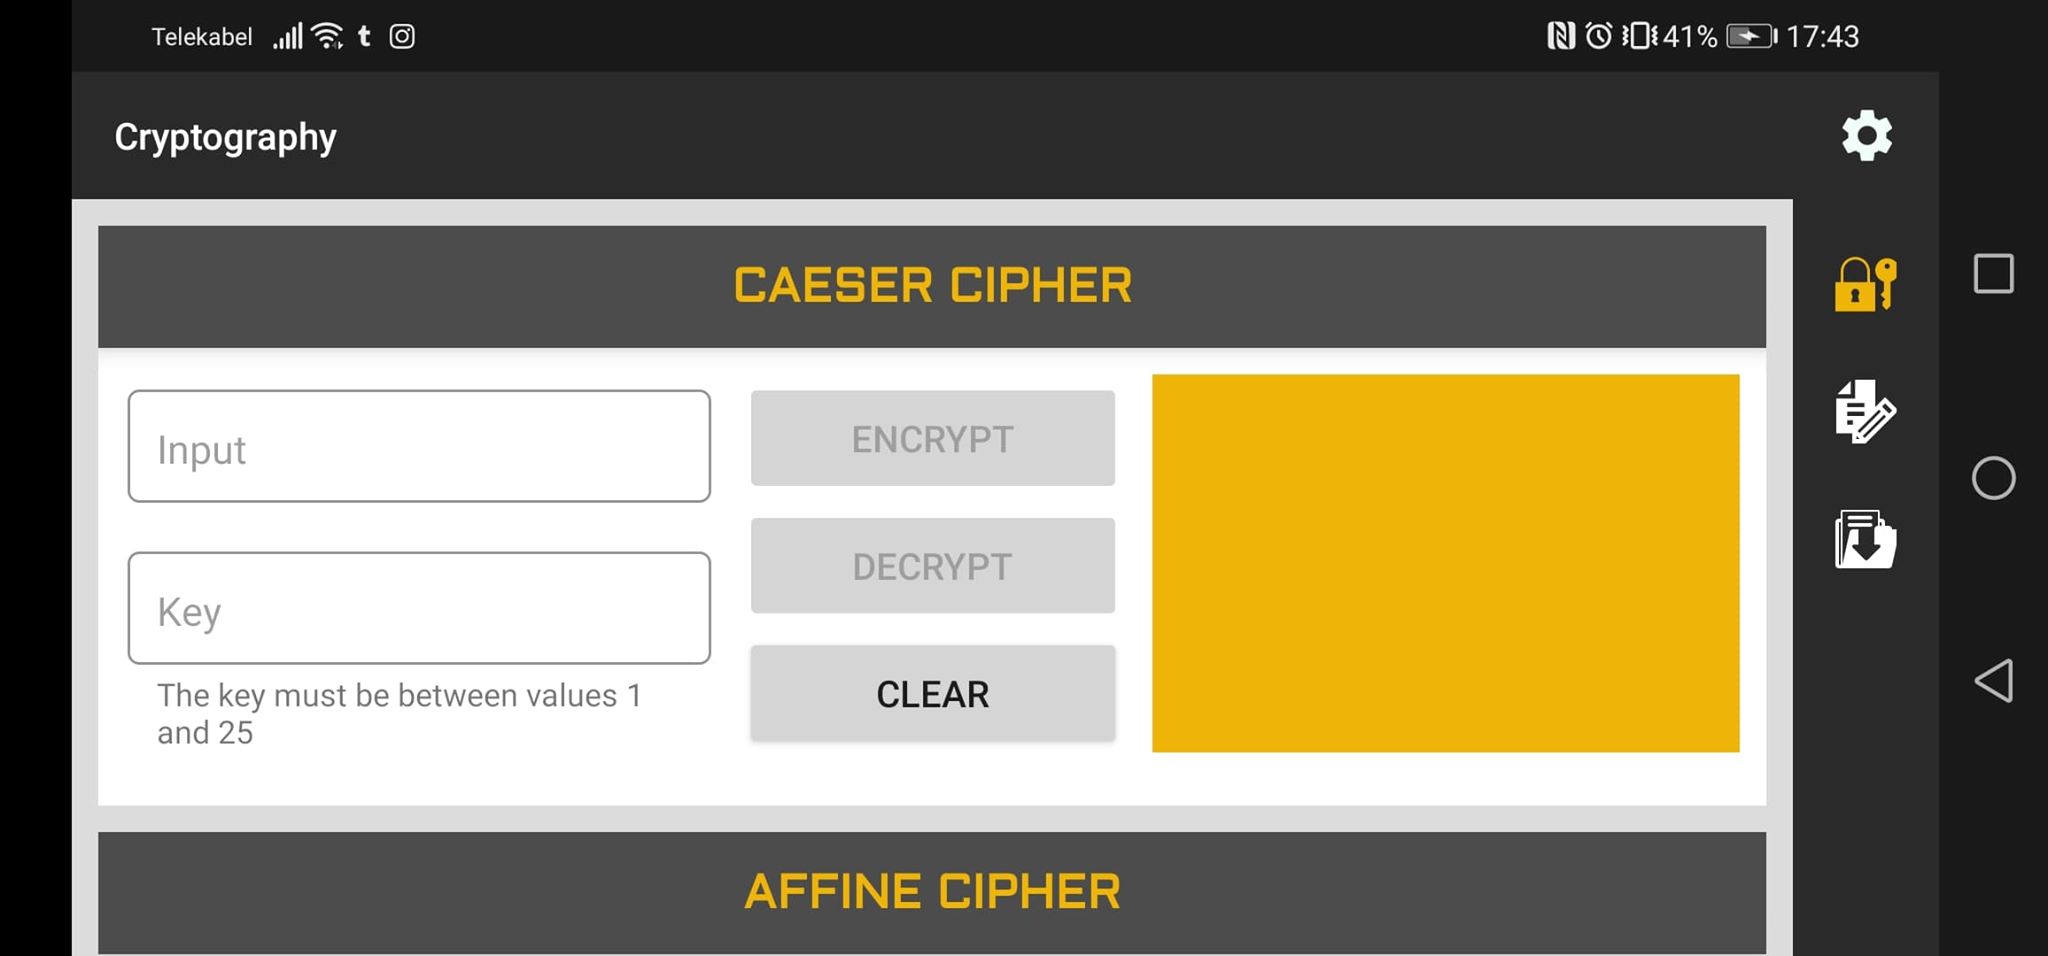 Telekabel 41% 17:43
Cryptography
CAESER CIPHER
Input
ENCRYPT
DECRYPT
Key
CLEAR
The key must be between values 1
and 25
AFFINE CIPHER